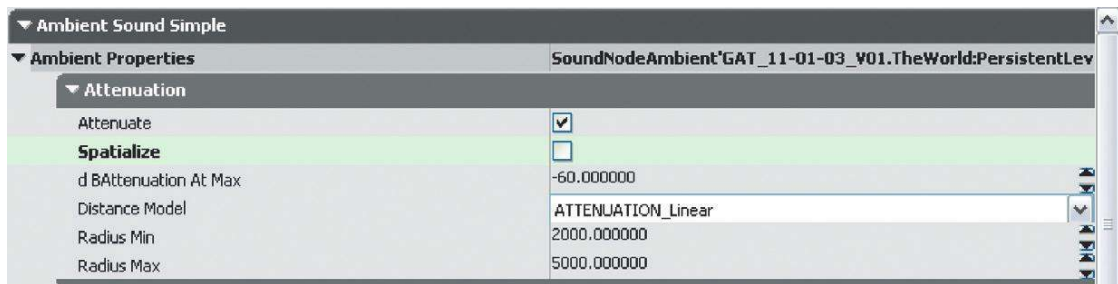 Ambient Sound Simple
Ambient Properties SoundNodeAmbient'GAT_11-01-03_V01.TheWorld:PersistentLev
Attenuation
Attenuate
Spatialize
d BAttenuation At Max -60.000000
Distance Model ATTENUATION_Linear
Radius Min 2000.000000
Radius Max 5000.000000